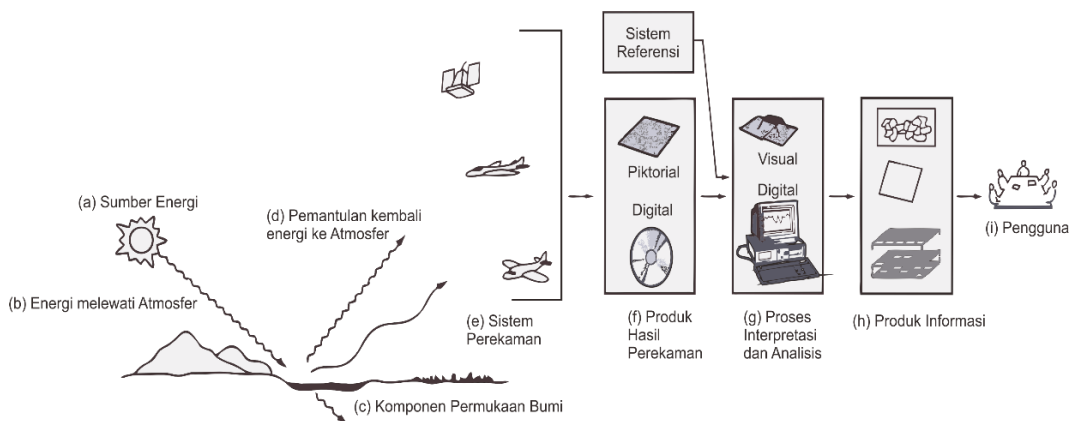 Sistem
Referensi
Piktorial
Digital
Visual
Digital
(a) Sumber Energi
(d) Pemantulan kembali
energi ke Atmosfer
(b) Energi melewati Atmosfer
(e) Sistem
Perekaman
(f) Produk
Hasil
Perekaman
(g) Proses
Interpretasi
dan Analisis
(h) Produk Informasi
(i) Pengguna
(c) Komponen Permukaan Bumi